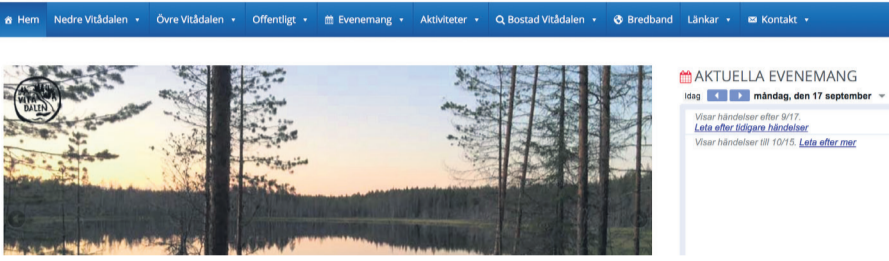 Hem Nedre Vitådalen Övre Vitådalen Offentligt Evenemang Aktiviteter Bostad Vitådalen Bredband Länkar Kontakt
VITÅ
DALEN
AKTUELLA EVENEMANG
Idag måndag, den 17 september
Visar händelser efter 9/17.
Leta efter tidigare händelser
Visar händelser till 10/15. Leta efter mer